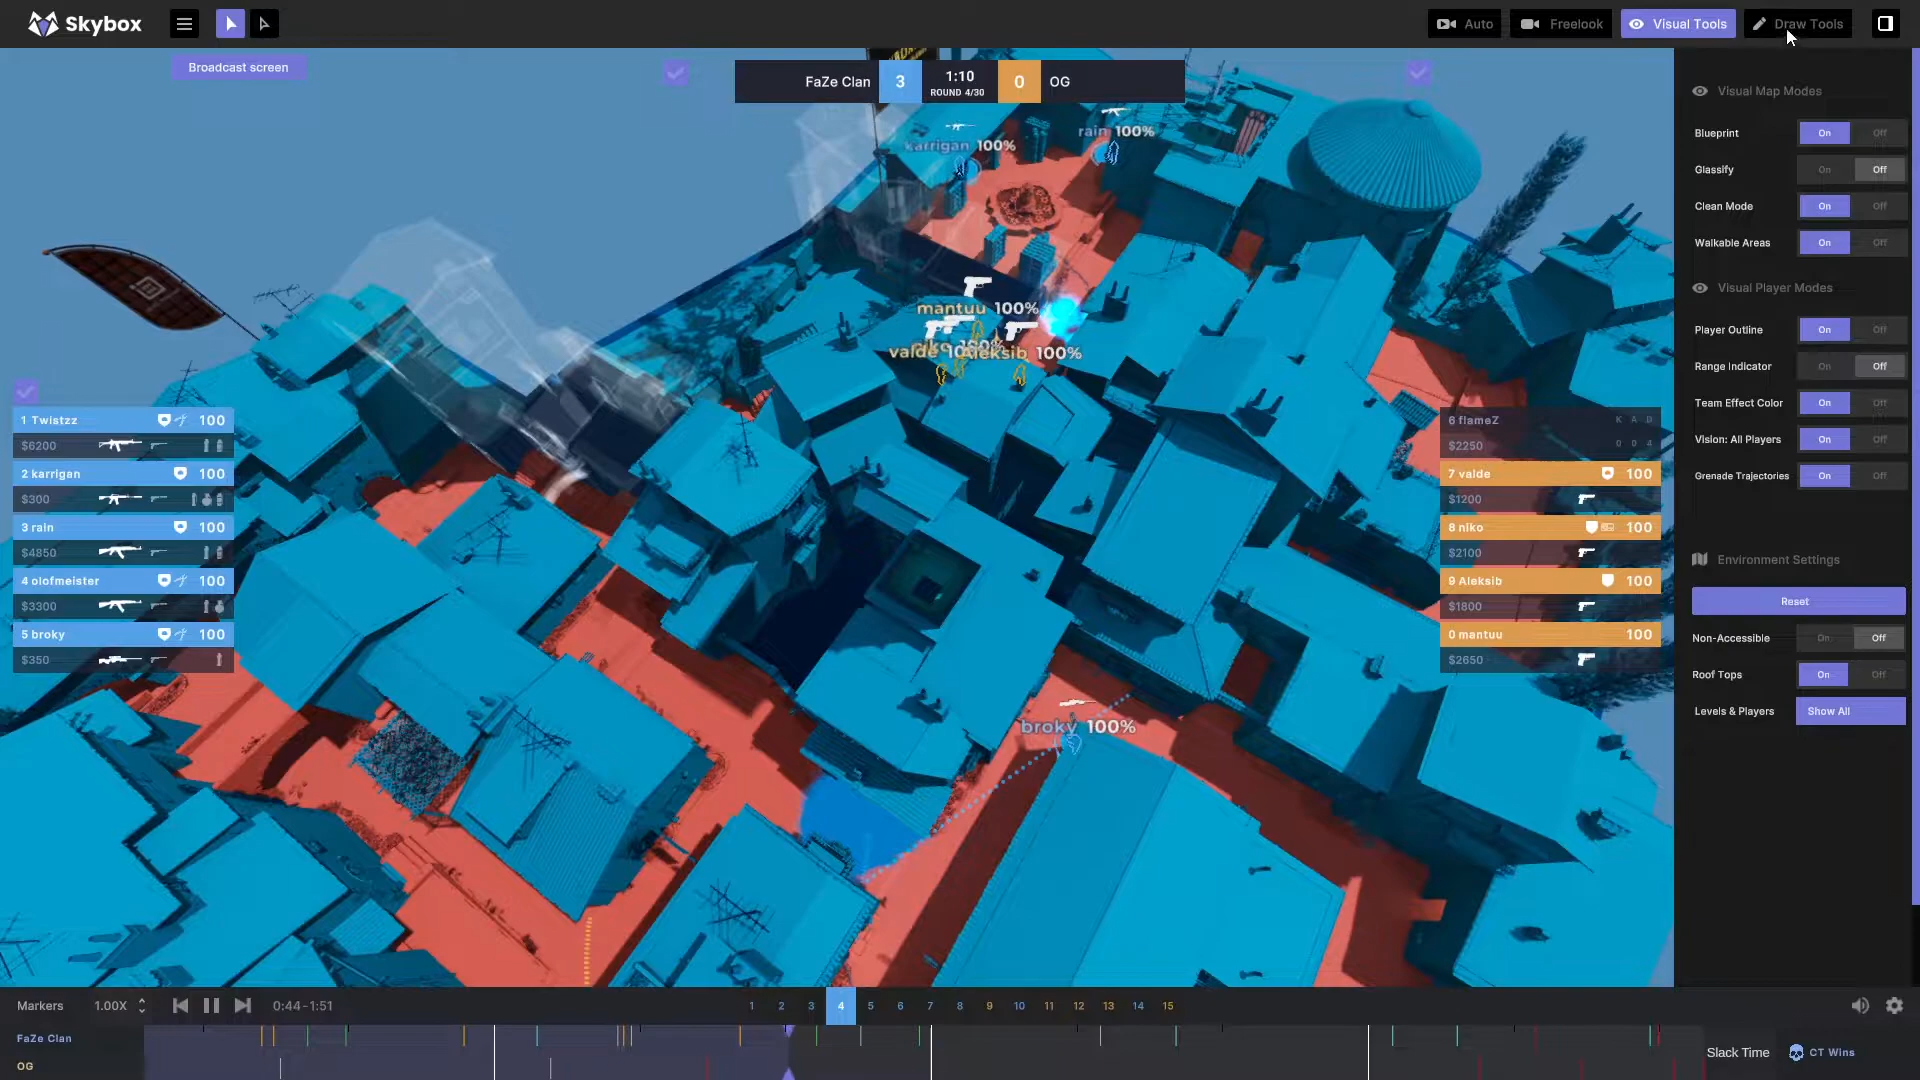 Skybox
Auto
Freelook
Visual Tools
Draw Tools
Broadcast screen
FaZe Clan 3 1:10 0 OG
ROUND 4/30
karrigan 100%
rain 100%
mantuu 100%
valde
Aleksib 100%
broky 100%
1 Twistzz 100
$6200
2 karrigan 100
$300
3 rain 100
$4850
4 olofmeister 100
$3300
5 broky 100
$350
6 flameZ K A D
$2250 0 0 4
7 valde 100
$1200
8 niko 100
$2100
9 Aleksib 100
$1800
0 mantuu 100
$2650
Visual Map Modes
Blueprint On Off
Glassify On Off
Clean Mode On Off
Walkable Areas On Off
Visual Player Modes
Player Outline On Off
Range Indicator On Off
Team Effect Color On Off
Vision: All Players On Off
Grenade Trajectories On Off
Environment Settings
Reset
Non-Accessible On Off
Roof Tops On Off
Levels & Players Show All
Markers 1.00X 0:44-1:51 1 2 3 4 5 6 7 8 9 10 11 12 13 14 15
FaZe Clan
OG
Slack Time CT Wins